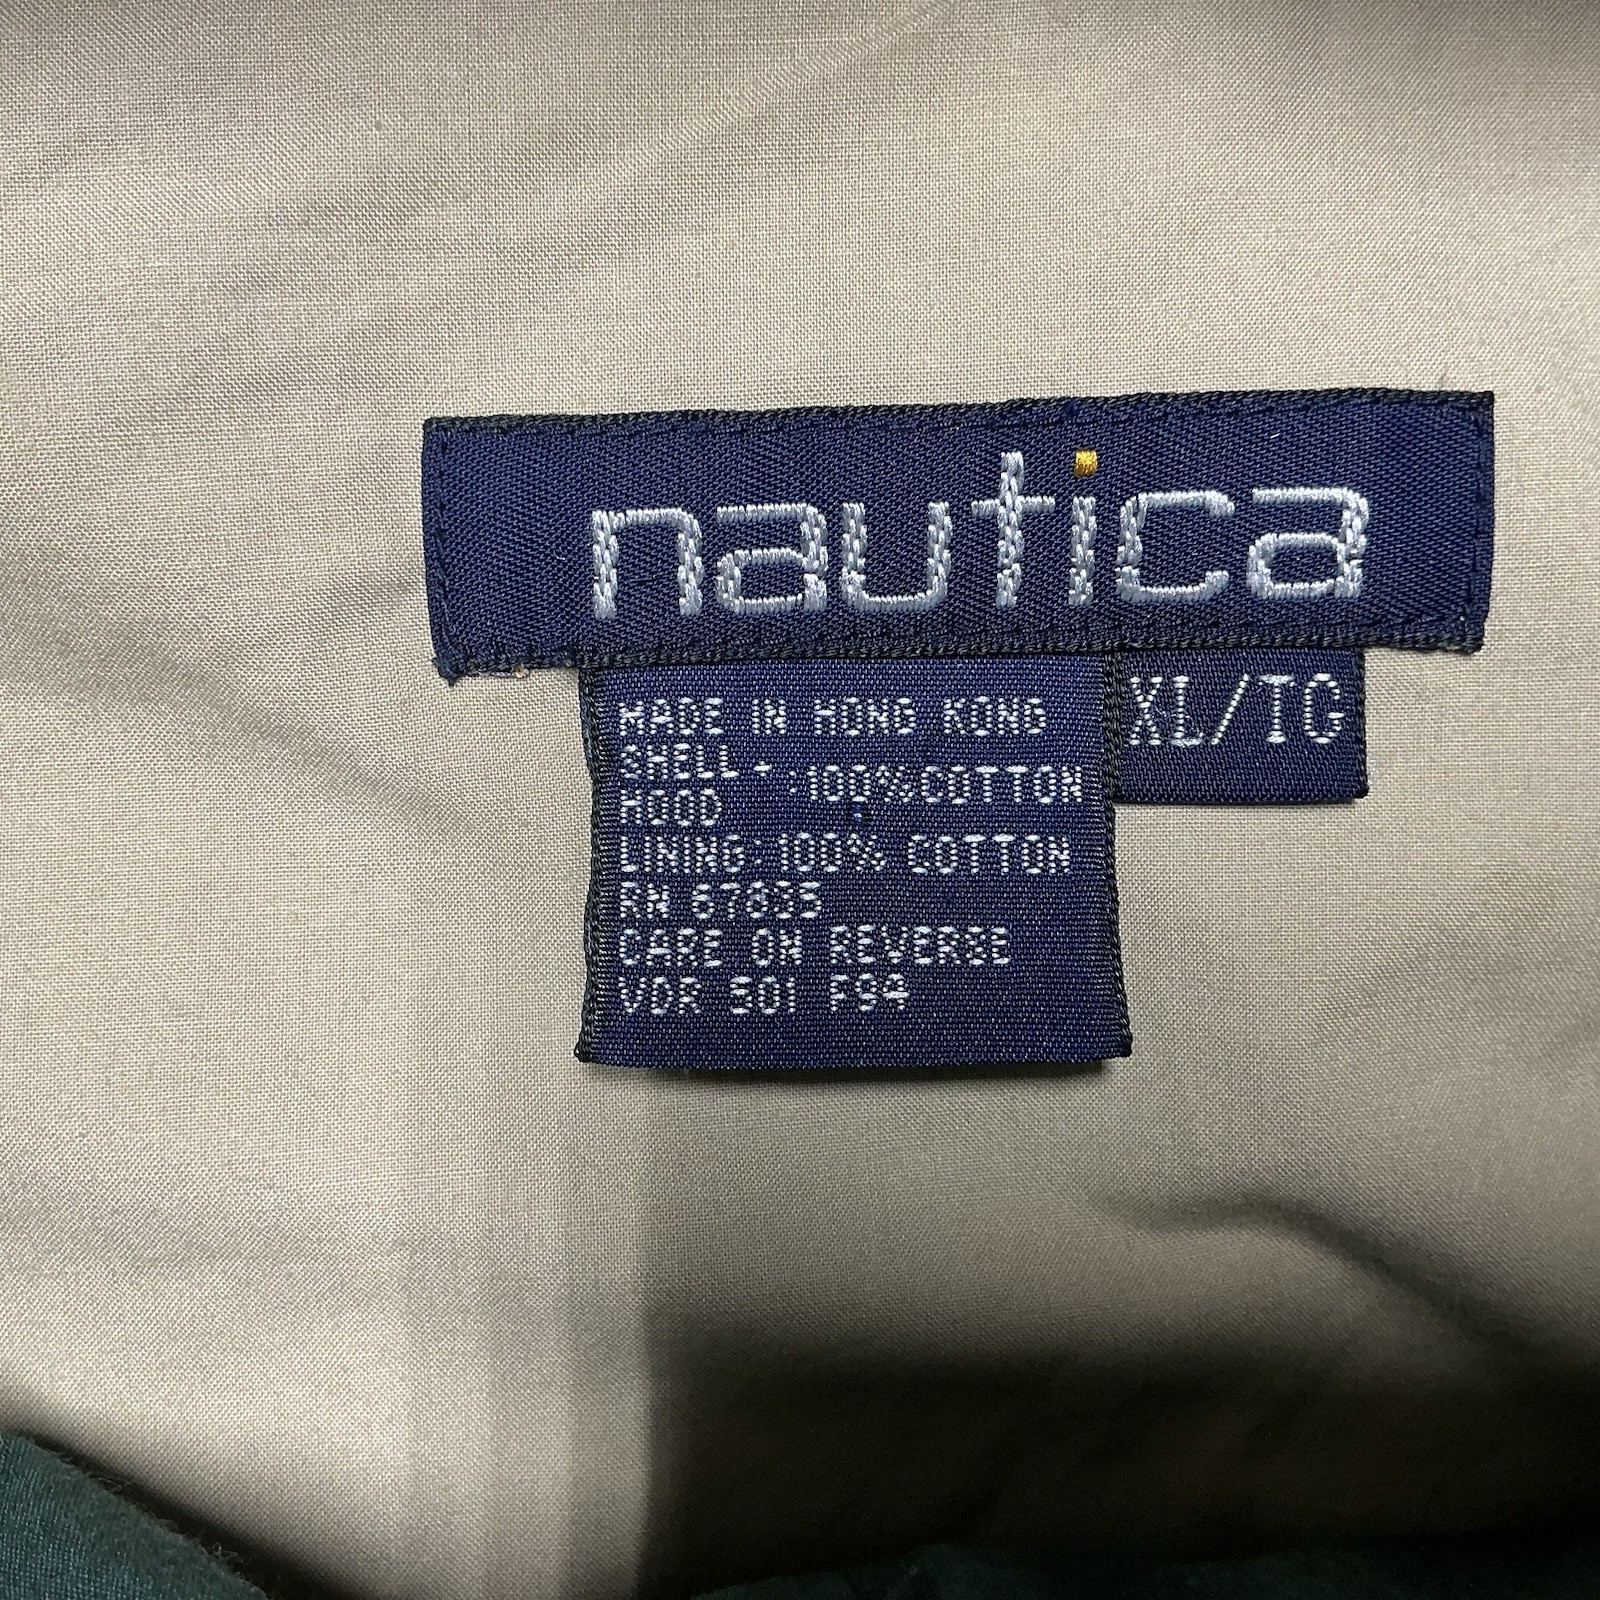 nautica
XL/TG
MADE IN HONG KONG
SHELL + :100%COTTON
HOOD
LINING:100% COTTON
RN 67835
CARE ON REVERSE
VOR 501 F94